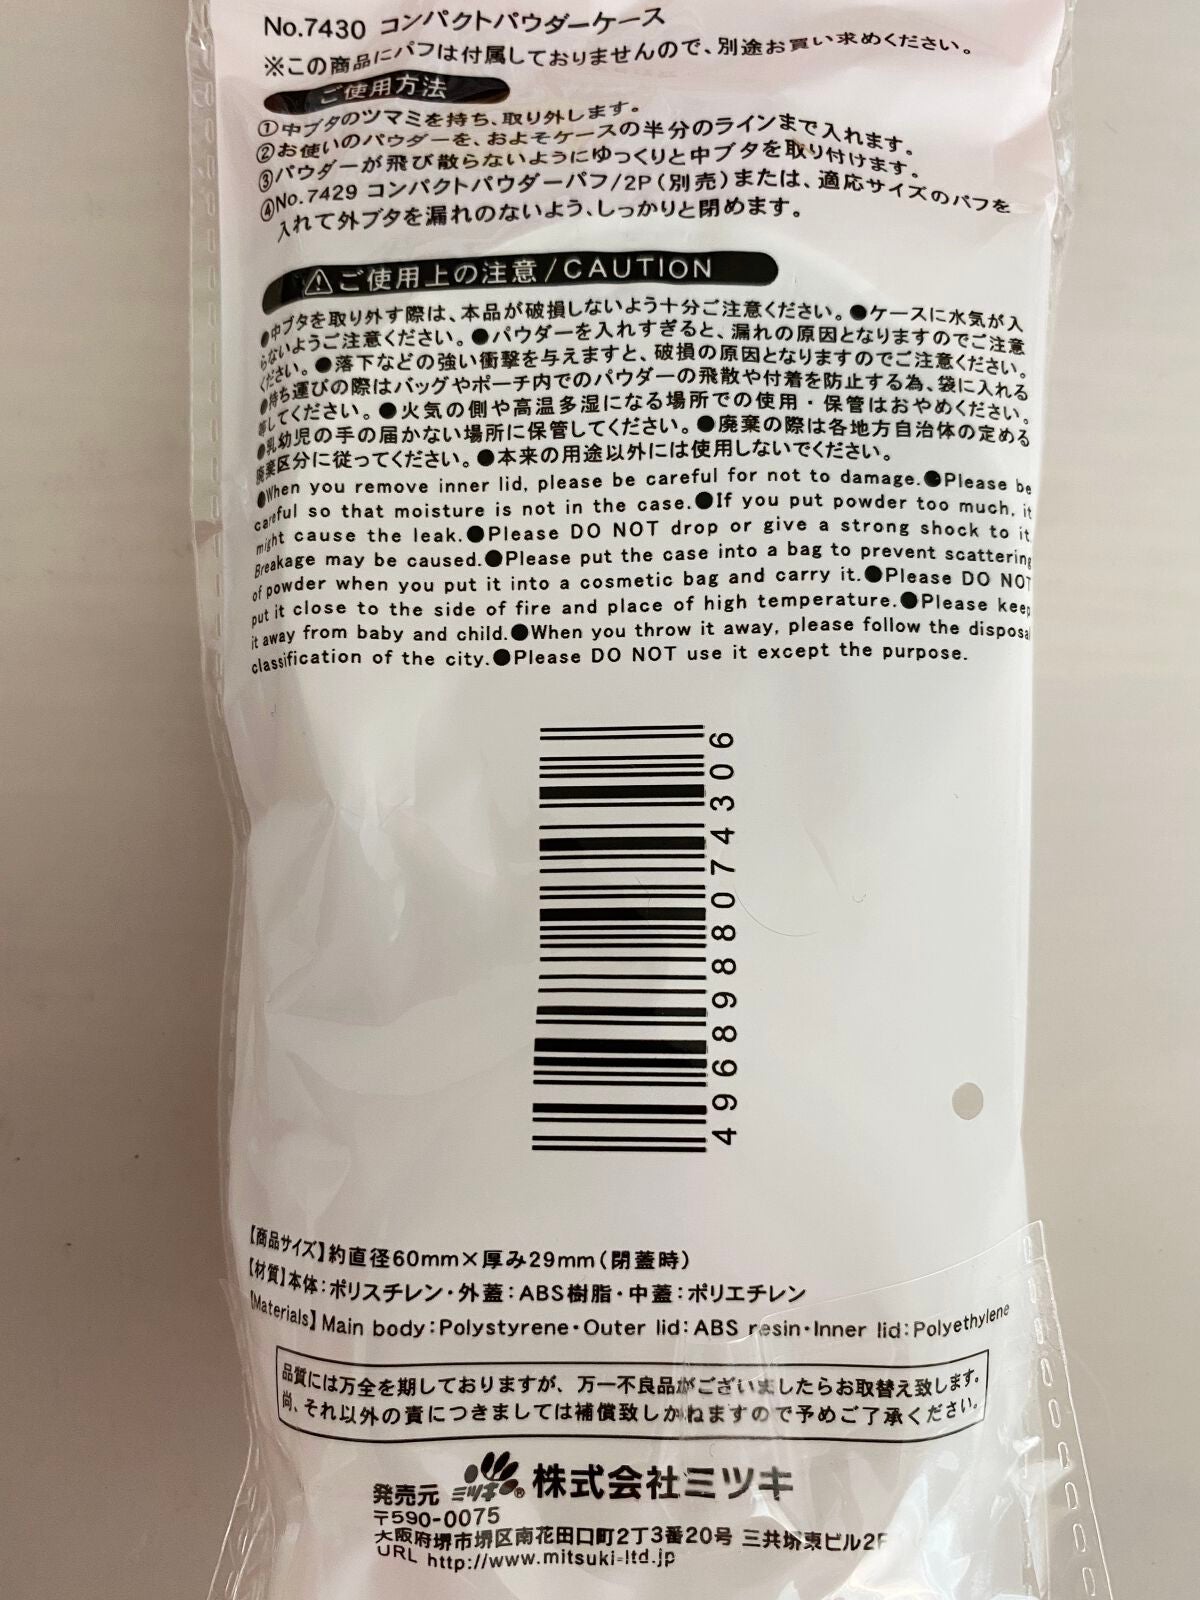 No.7430 コンパクトパウダーケース
※この商品にパフは付属しておりませんので、別途お買い求めください。
ご使用方法
①中ブタのツマミを持ち、取り外します。
②お使いのパウダーを、およそケースの半分のラインまで入れます。
③パウダーが飛び散らないようにゆっくりと中ブタを取り付けます。
④No.7429 コンパクトパウダーパフ/2P(別売)または、適応サイズのパフを
入れて外ブタを漏れのないよう、しっかりと閉めます。
⚠ご使用上の注意/CAUTION
●中ブタを取り外す際は、本品が破損しないよう十分ご注意ください。●ケースに水気が入
らないようご注意ください。●パウダーを入れすぎると、漏れの原因となりますのでご注意
ください。●落下などの強い衝撃を与えますと、破損の原因となりますのでご注意ください。
●持ち運びの際はバッグやポーチ内でのパウダーの飛散や付着を防止する為、袋に入れる
等してください。●火気の側や高温多湿になる場所での使用・保管はおやめください。
●乳幼児の手の届かない場所に保管してください。●廃棄の際は各地方自治体の定める
廃棄区分に従ってください。●本来の用途以外には使用しないでください。
●When you remove inner lid, please be careful for not to damage.●Please be
careful so that moisture is not in the case.●If you put powder too much, it
might cause the leak.●Please DO NOT drop or give a strong shock to it.
Breakage may be caused.●Please put the case into a bag to prevent scattering
of powder when you put it into a cosmetic bag and carry it.●Please DO NOT
put it close to the side of fire and place of high temperature.●Please keep
it away from baby and child.●When you throw it away, please follow the disposal
classification of the city.●Please DO NOT use it except the purpose.
4968988074306
【商品サイズ】約直径60mm×厚み29mm(閉蓋時)
【材質】本体:ポリスチレン・外蓋:ABS樹脂・中蓋:ポリエチレン
【Materials】Main body:Polystyrene・Outer lid:ABS resin・Inner lid:Polyethylene
品質には万全を期しておりますが、万一不良品がございましたらお取替え致します。
尚、それ以外の責につきましては補償致しかねますので予めご了承ください。
発売元 ミツキ® 株式会社ミツキ
〒590-0075
大阪府堺市堺区南花田口町2丁3番20号 三共堺東ビル2F
URL http://www.mitsuki-ltd.jp